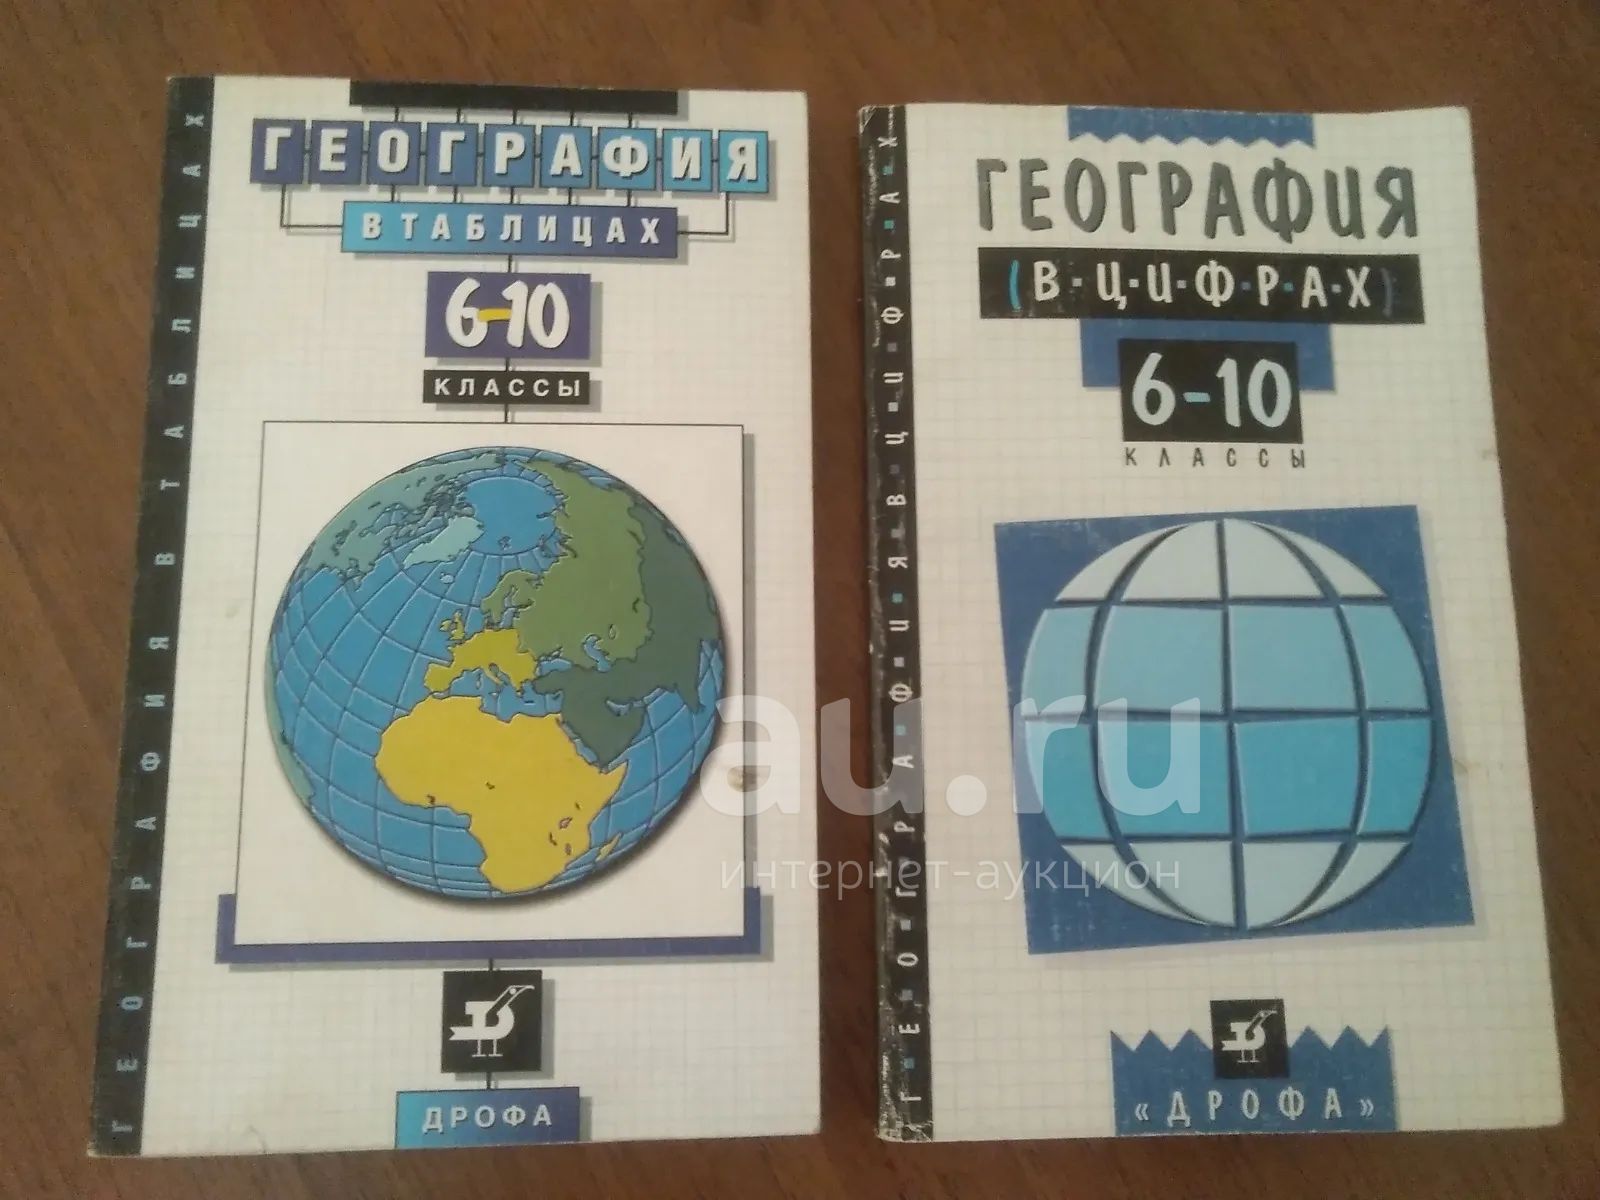 ГЕОГРАФИЯ В ТАБЛИЦАХ
ГЕОГРАФИЯ
В ТАБЛИЦАХ
6-10
КЛАССЫ
ДРОФА
ГЕОГРАФИЯ В ЦИФРАХ
ГЕОГРАФИЯ
(В·Ц·И·Ф·Р·А·Х)
6-10
КЛАССЫ
«ДРОФА»
au.ru
интернет-аукцион